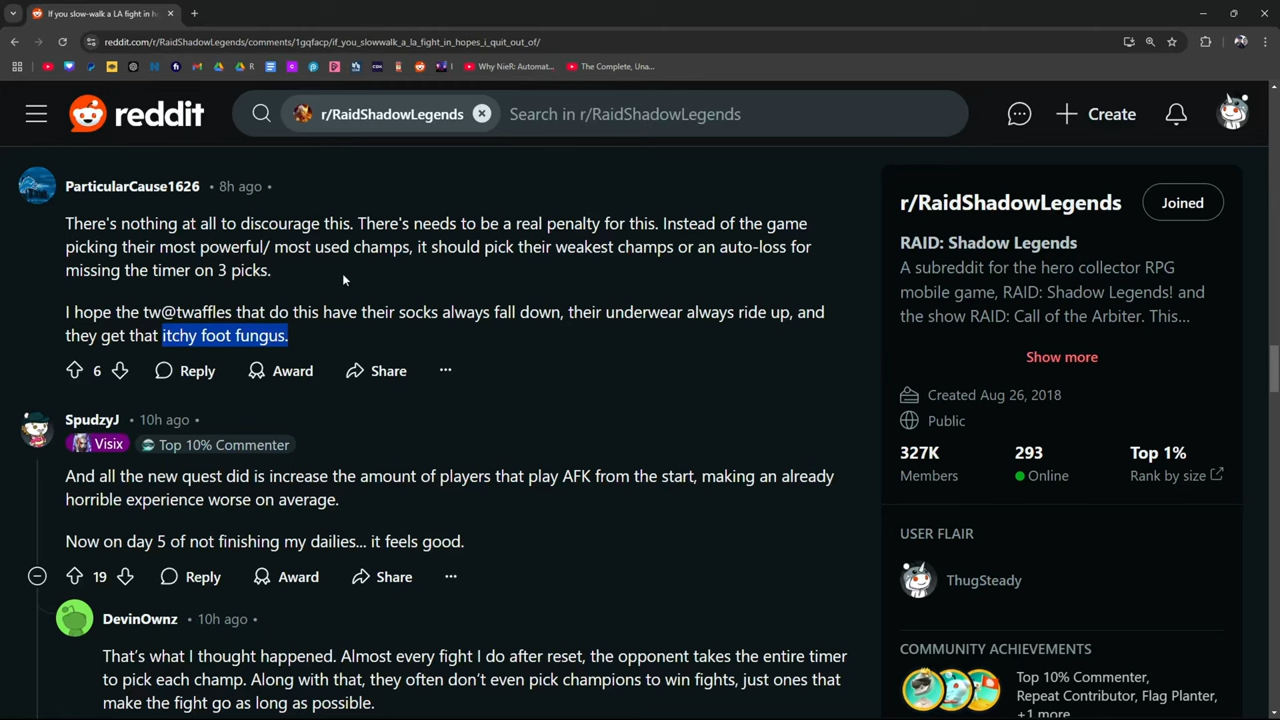 If you slow-walk a LA fight in h
reddit.com/r/RaidShadowLegends/comments/1gqfacp/if_you_slowwalk_a_la_fight_in_hopes_i_quit_out_of/
Why NieR: Automat...
The Complete, Una...
reddit
r/RaidShadowLegends
Search in r/RaidShadowLegends
Create
ParticularCause1626 • 8h ago •
There's nothing at all to discourage this. There's needs to be a real penalty for this. Instead of the game
picking their most powerful/ most used champs, it should pick their weakest champs or an auto-loss for
missing the timer on 3 picks.
I hope the tw@twaffles that do this have their socks always fall down, their underwear always ride up, and
they get that itchy foot fungus.
6 Reply Award Share
SpudzyJ • 10h ago •
Visix Top 10% Commenter
And all the new quest did is increase the amount of players that play AFK from the start, making an already
horrible experience worse on average.
Now on day 5 of not finishing my dailies... it feels good.
19 Reply Award Share
DevinOwnz • 10h ago •
That's what I thought happened. Almost every fight I do after reset, the opponent takes the entire timer
to pick each champ. Along with that, they often don't even pick champions to win fights, just ones that
make the fight go as long as possible.
r/RaidShadowLegends
Joined
RAID: Shadow Legends
A subreddit for the hero collector RPG
mobile game, RAID: Shadow Legends! and
the show RAID: Call of the Arbiter. This...
Show more
Created Aug 26, 2018
Public
327K 293 Top 1%
Members Online Rank by size
USER FLAIR
ThugSteady
COMMUNITY ACHIEVEMENTS
Top 10% Commenter,
Repeat Contributor, Flag Planter,
+1 more